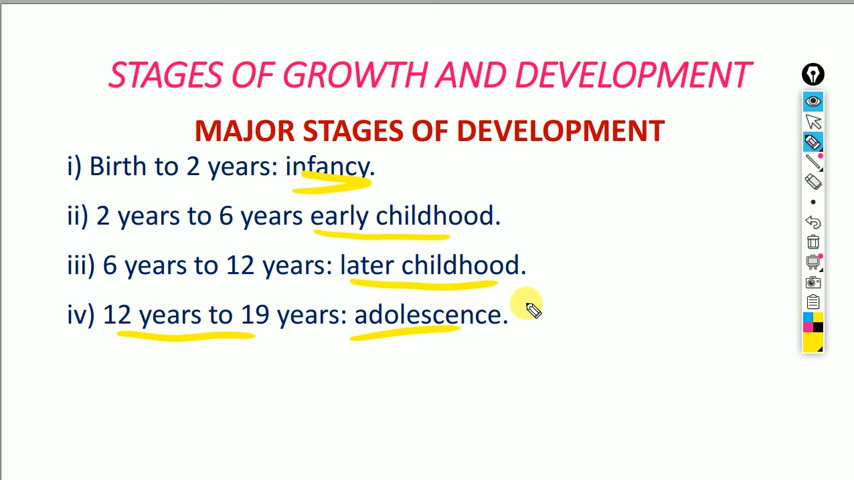 STAGES OF GROWTH AND DEVELOPMENT
MAJOR STAGES OF DEVELOPMENT
i) Birth to 2 years: infancy.
ii) 2 years to 6 years early childhood.
iii) 6 years to 12 years: later childhood.
iv) 12 years to 19 years: adolescence.